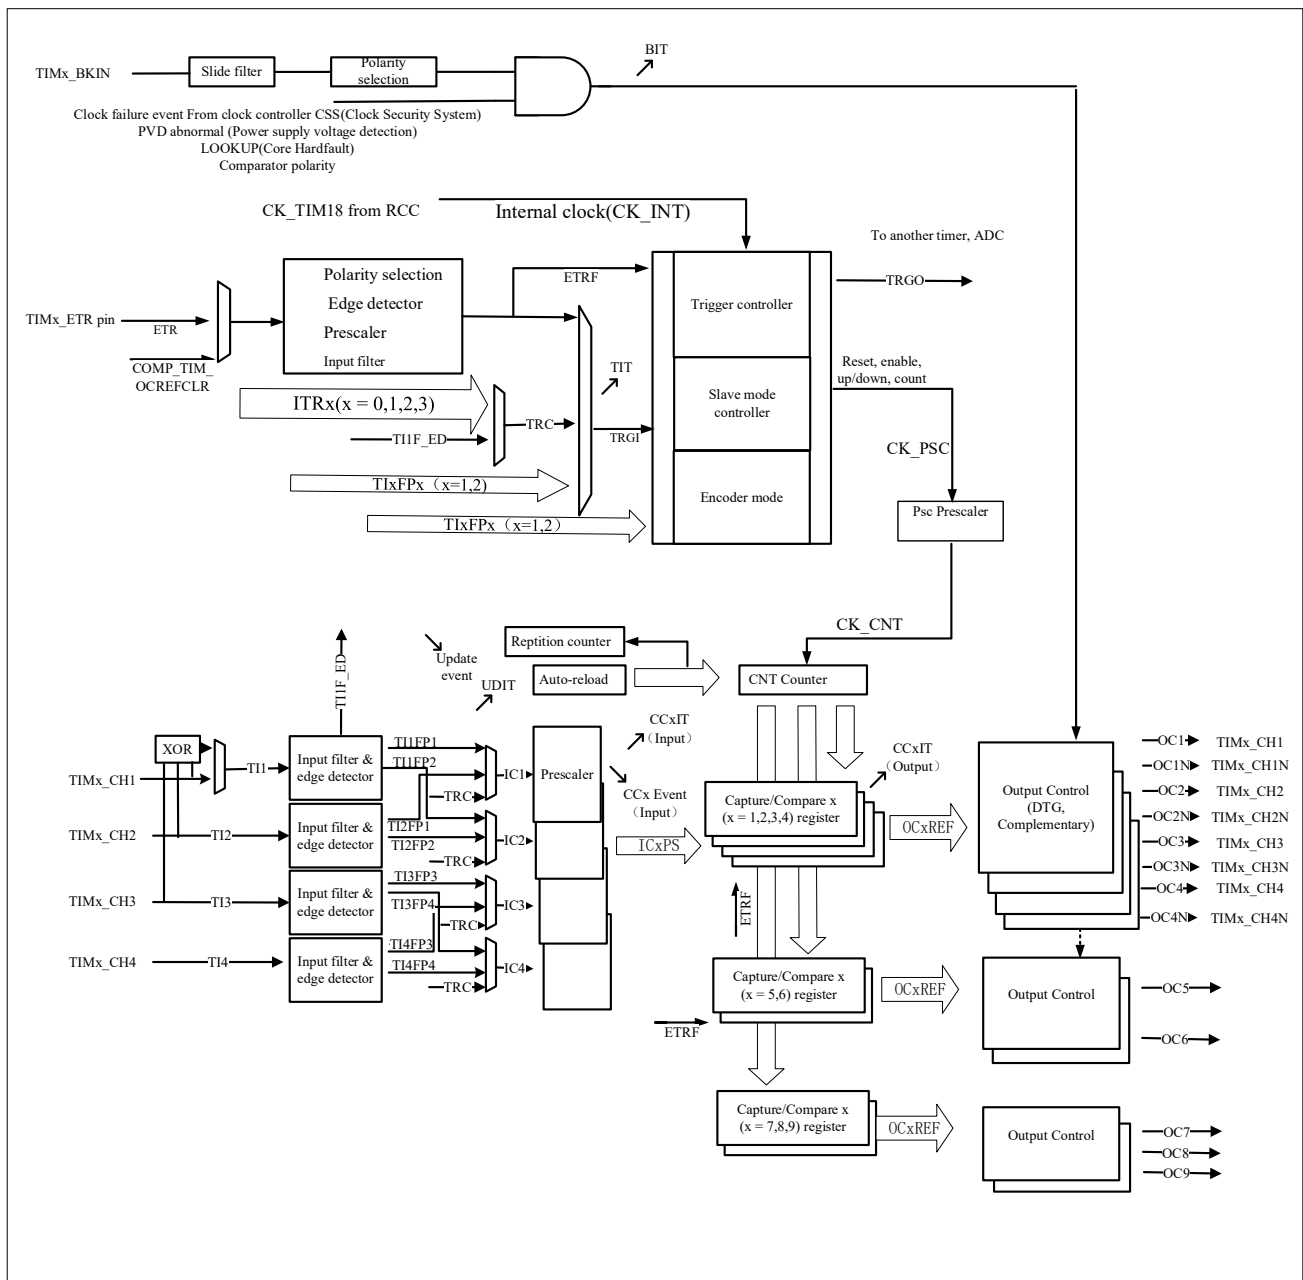 BIT
TIMx_BKIN
Slide filter
Polarity
selection
Clock failure event From clock controller CSS(Clock Security System)
PVD abnormal (Power supply voltage detection)
LOOKUP(Core Hardfault)
Comparator polarity
CK_TIM18 from RCC
Internal clock(CK_INT)
To another timer, ADC
Polarity selection
Edge detector
Prescaler
Input filter
ETRF
Trigger controller
TRGO
TIMx_ETR pin
ETR
COMP_TIM_
OCREFCLR
TIT
Reset, enable,
up/down, count
ITRx(x = 0,1,2,3)
TRC
TI1F_ED
TRGI
Slave mode
controller
CK_PSC
TIxFPx（x=1,2)
TIxFPx（x=1,2）
Encoder mode
Psc Prescaler
CK_CNT
Reptition counter
Update
event
UDIT
Auto-reload
CNT Counter
TI1F_ED
CCxIT
（Input）
CCxIT
（Output）
XOR
TIMx_CH1
TI1
Input filter &
edge detector
TI1FP1
TI1FP2
TRC
IC1
Prescaler
CCx Event
（Input）
TIMx_CH2
TI2
Input filter &
edge detector
TI2FP1
TI2FP2
TRC
IC2
ICxPS
Capture/Compare x
(x = 1,2,3,4) register
OCxREF
Output Control
(DTG,
Complementary)
OC1
TIMx_CH1
OC1N
TIMx_CH1N
OC2
TIMx_CH2
OC2N
TIMx_CH2N
OC3
TIMx_CH3
OC3N
TIMx_CH3N
OC4
TIMx_CH4
OC4N
TIMx_CH4N
TIMx_CH3
TI3
Input filter &
edge detector
TI3FP3
TI3FP4
TRC
IC3
ETRF
TIMx_CH4
TI4
Input filter &
edge detector
TI4FP3
TI4FP4
TRC
IC4
Capture/Compare x
(x = 5,6) register
ETRF
OCxREF
Output Control
OC5
OC6
Capture/Compare x
(x = 7,8,9) register
OCxREF
Output Control
OC7
OC8
OC9